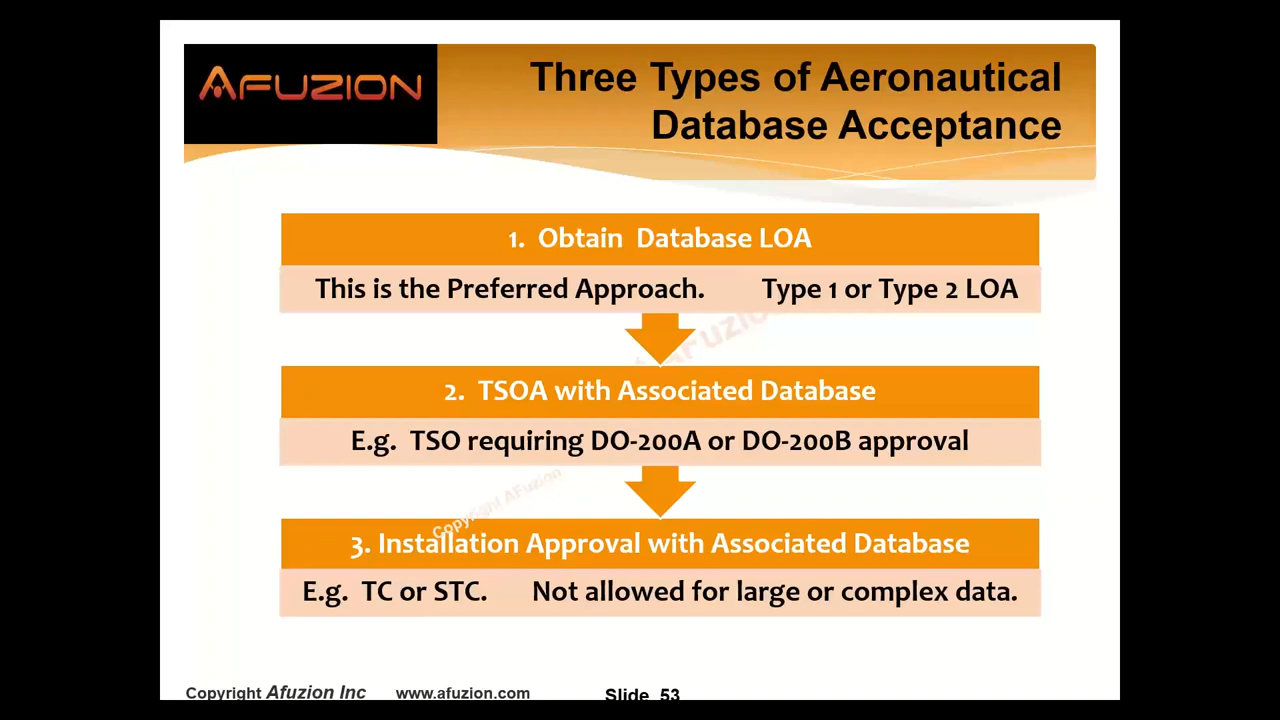 AFUZION
Three Types of Aeronautical
Database Acceptance
1. Obtain Database LOA
This is the Preferred Approach. Type 1 or Type 2 LOA
AFuzion
2. TSOA with Associated Database
E.g. TSO requiring DO-200A or DO-200B approval
Copyright AFuzion
3. Installation Approval with Associated Database
E.g. TC or STC. Not allowed for large or complex data.
Copyright Afuzion Inc www.afuzion.com Slide 53